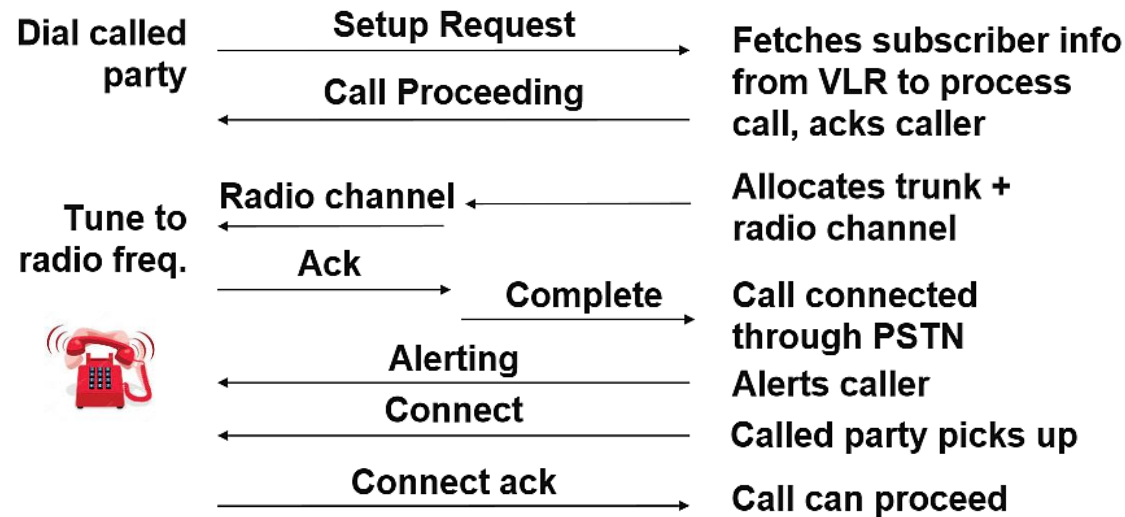 Dial called
party
Setup Request
Fetches subscriber info
from VLR to process
call, acks caller
Call Proceeding
Radio channel
Allocates trunk +
radio channel
Tune to
radio freq.
Ack
Complete
Call connected
through PSTN
Alerting
Alerts caller
Connect
Called party picks up
Connect ack
Call can proceed